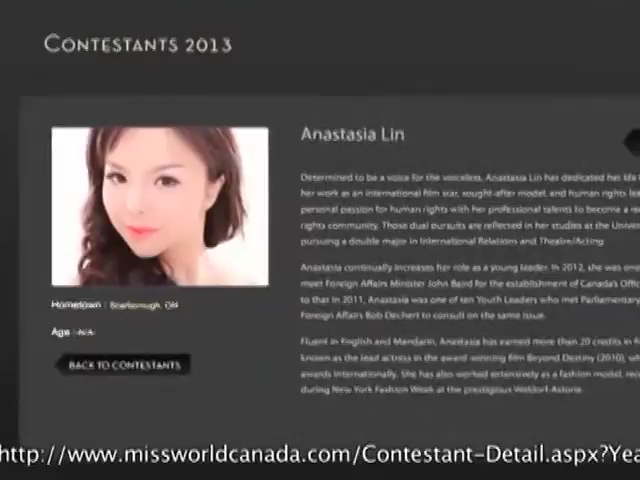 CONTESTANTS 2013
Anastasia Lin
Determined to be a voice for the voiceless, Anastasia Lin has dedicated her life
her work as an international film star, sought-after model, and human rights
personal passion for human rights with her professional talents to become a
rights community. Those dual pursuits are reflected in her studies at the
pursuing a double major in International Relations and Theatre/Acting.
Anastasia continually increases her role as a young leader. In 2012, she was one
meet Foreign Affairs Minister John Baird for the establishment of Canada's
to that in 2011, Anastasia was one of ten Youth Leaders who met
Foreign Affairs Bob Dechert to consult on the same issue.
Fluent in English and Mandarin, Anastasia has earned more than 20 credits in
known as the lead actress in the award-winning film Beyond Destiny (2010),
awards internationally. She has also worked extensively as a fashion model,
during New York Fashion Week at the prestigious Waldorf-Astoria.
Hometown : Scarborough, ON
Age : N/A
BACK TO CONTESTANTS
http://www.missworldcanada.com/Contestant-Detail.aspx?Yea